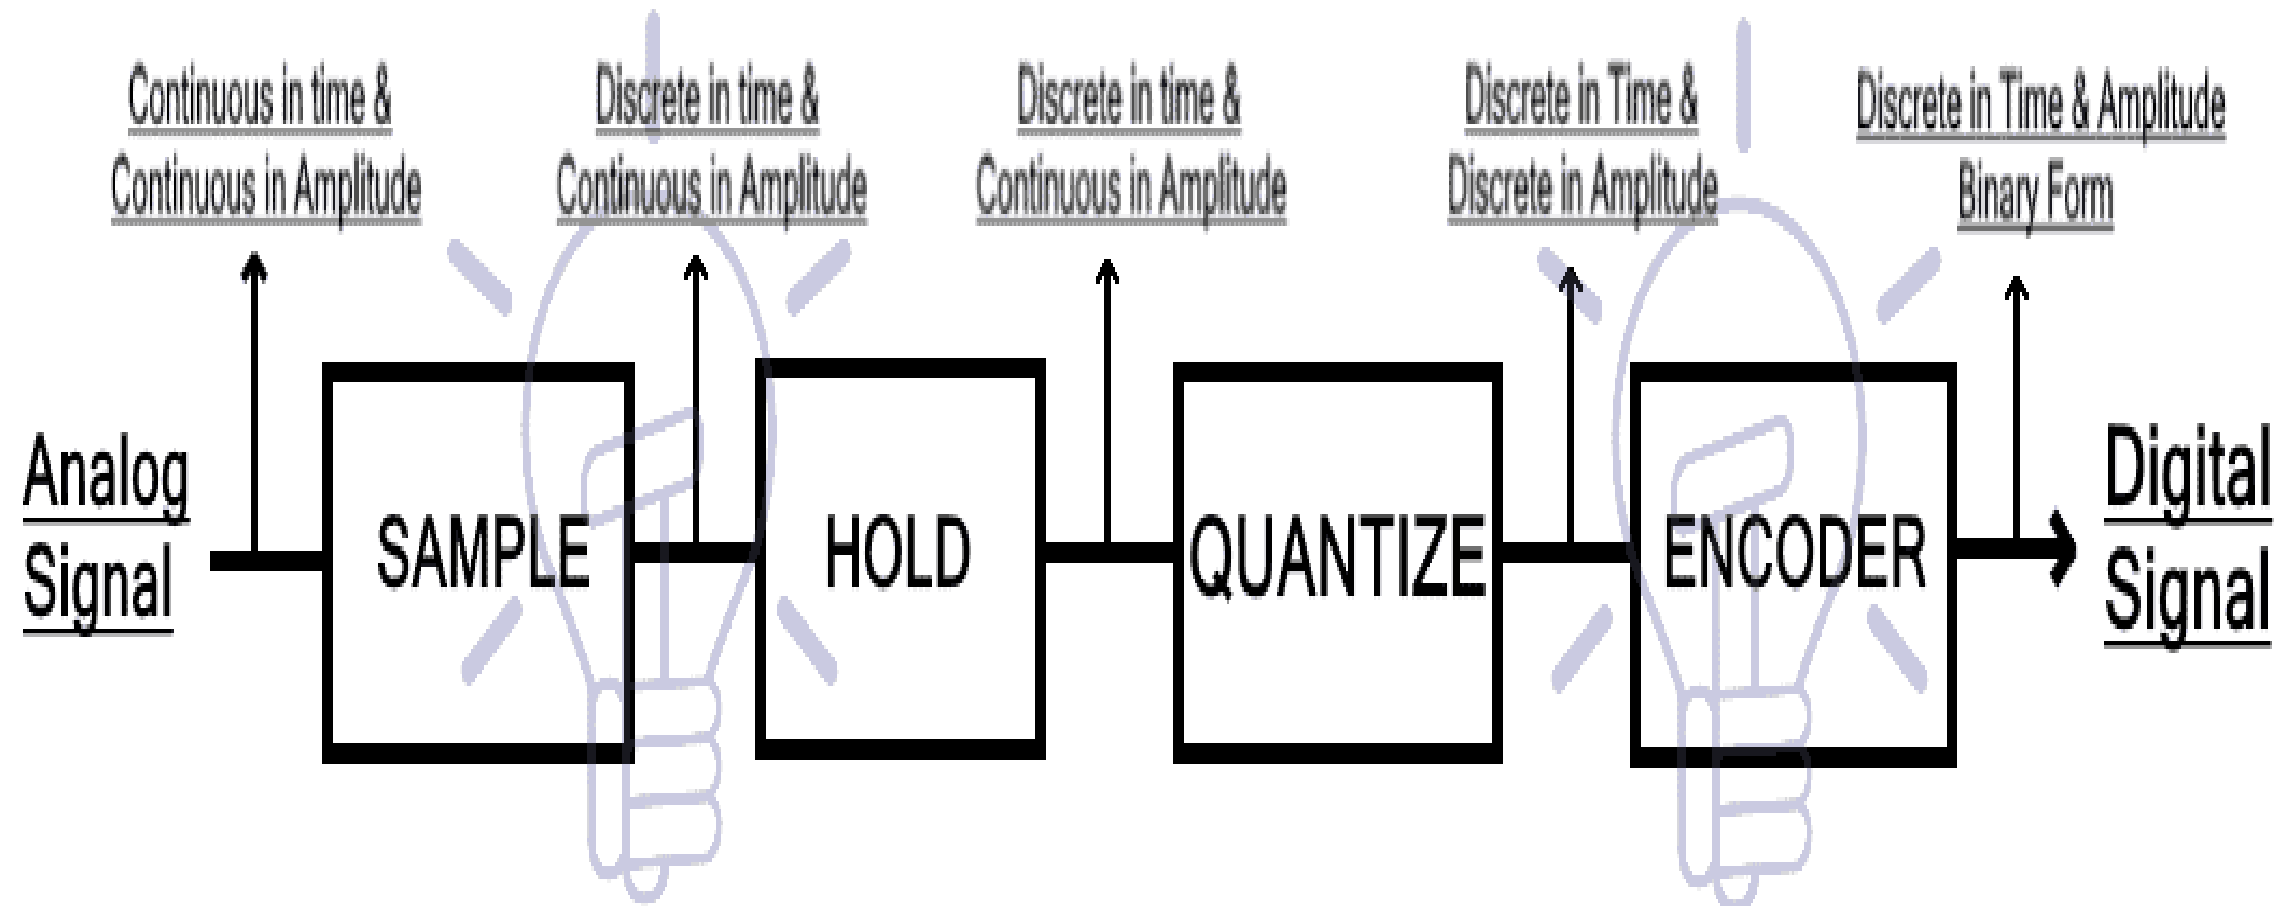 Continuous in time &
Continuous in Amplitude
Discrete in time &
Continuous in Amplitude
Discrete in time &
Continuous in Amplitude
Discrete in Time &
Discrete in Amplitude
Discrete in Time & Amplitude
Binary Form
Analog
Signal
SAMPLE
HOLD
QUANTIZE
ENCODER
Digital
Signal